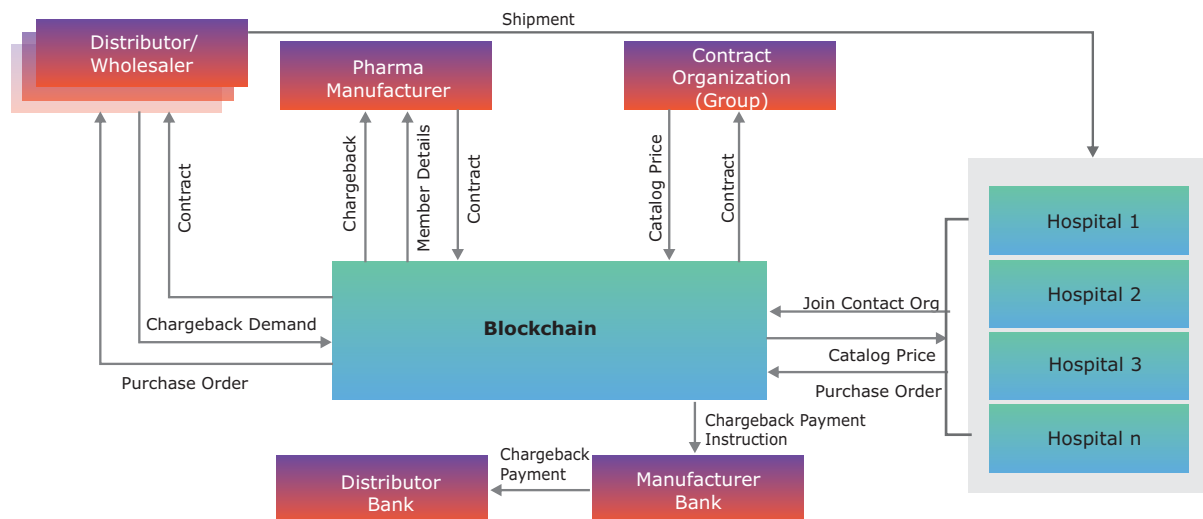 Shipment
Distributor/
Wholesaler
Pharma
Manufacturer
Contract
Organization
(Group)
Contract
Chargeback
Member Details
Contract
Catalog Price
Contract
Hospital 1
Hospital 2
Hospital 3
Hospital n
Join Contact Org
Catalog Price
Purchase Order
Blockchain
Chargeback Demand
Purchase Order
Chargeback Payment
Instruction
Chargeback
Payment
Distributor
Bank
Manufacturer
Bank